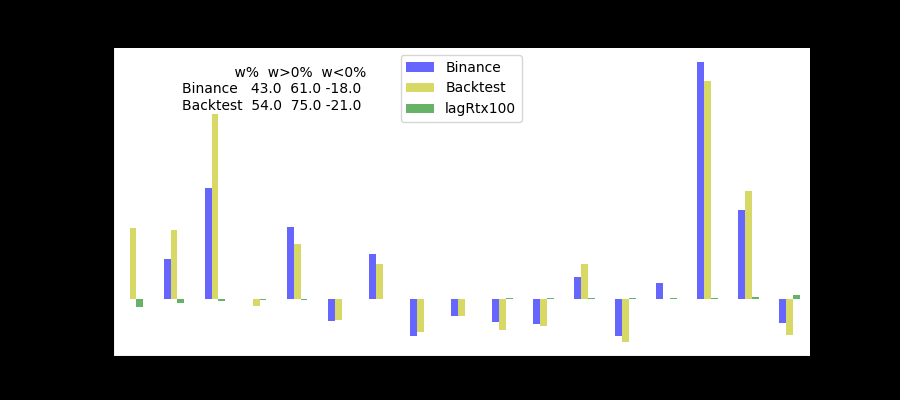 w%  w>0%  w<0%
Binance   43.0  61.0 -18.0
Backtest  54.0  75.0 -21.0
Binance
Backtest
lagRtx100